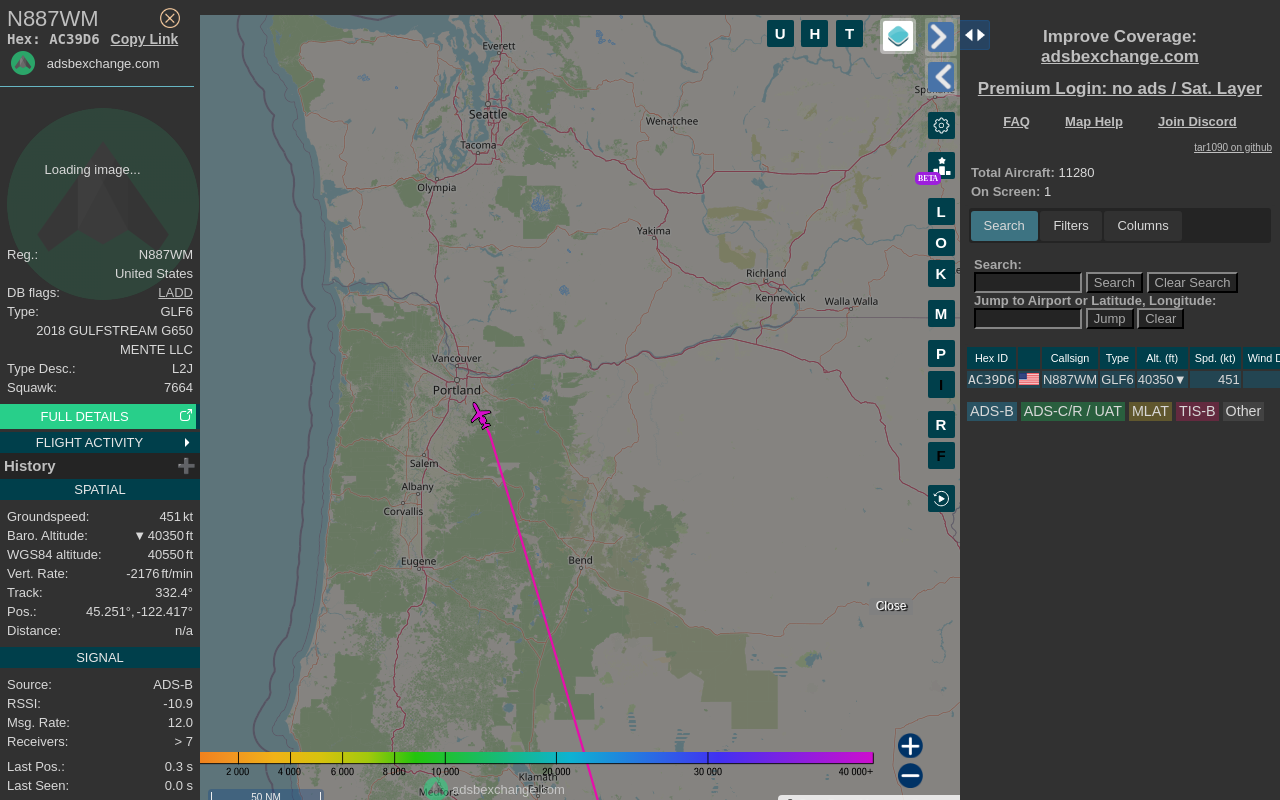 N887WM
Hex: AC39D6 Copy Link
adsbexchange.com
Loading image...
Reg.: N887WM
United States
DB flags: LADD
Type: GLF6
2018 GULFSTREAM G650
MENTE LLC
Type Desc.: L2J
Squawk: 7664
FULL DETAILS
FLIGHT ACTIVITY
History
SPATIAL
Groundspeed: 451 kt
Baro. Altitude: ▼ 40350 ft
WGS84 altitude: 40550 ft
Vert. Rate: -2176 ft/min
Track: 332.4°
Pos.: 45.251°, -122.417°
Distance: n/a
SIGNAL
Source: ADS-B
RSSI: -10.9
Msg. Rate: 12.0
Receivers: > 7
Last Pos.: 0.3 s
Last Seen: 0.0 s
U H T
Everett
Seattle
Wenatchee
Tacoma
Olympia
Yakima
Richland
Kennewick
Walla Walla
Vancouver
Portland
Salem
Albany
Corvallis
Eugene
Bend
Klamath
BETA
L
O
K
M
P
I
R
F
Close
2 000 4 000 6 000 8 000 10 000 20 000 30 000 40 000+
adsbexchange.com
50 NM
Improve Coverage:
adsbexchange.com
Premium Login: no ads / Sat. Layer
FAQ Map Help Join Discord
tar1090 on github
Total Aircraft: 11280
On Screen: 1
Search Filters Columns
Search:
Search Clear Search
Jump to Airport or Latitude, Longitude:
Jump Clear
Hex ID Callsign Type Alt. (ft) Spd. (kt) Wind D
AC39D6 N887WM GLF6 40350▼ 451
ADS-B ADS-C/R / UAT MLAT TIS-B Other